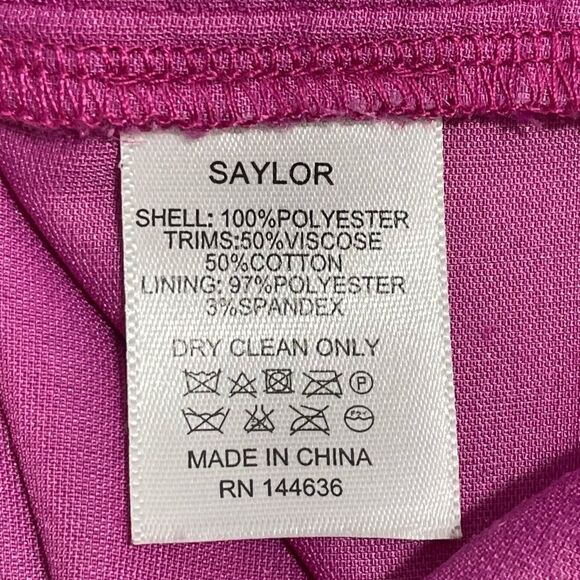 SAYLOR
SHELL: 100%POLYESTER
TRIMS:50%VISCOSE
50%COTTON
LINING: 97%POLYESTER
3%SPANDEX
DRY CLEAN ONLY
P
MADE IN CHINA
RN 144636